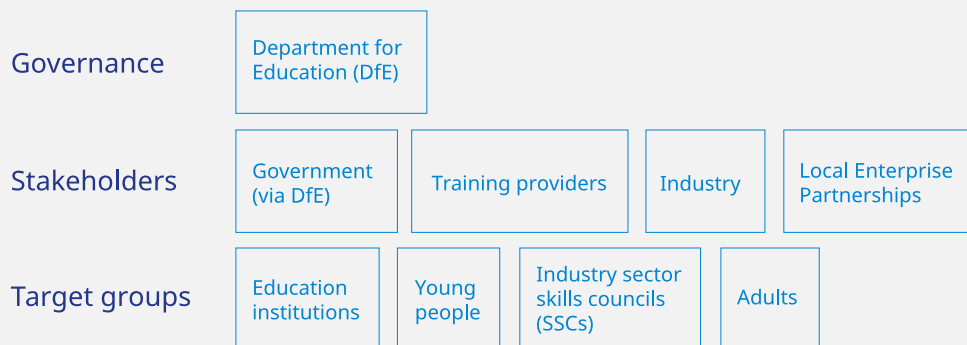 Governance
Department for
Education (DfE)
Stakeholders
Government
(via DfE)
Training providers
Industry
Local Enterprise
Partnerships
Target groups
Education
institutions
Young
people
Industry sector
skills councils
(SSCs)
Adults